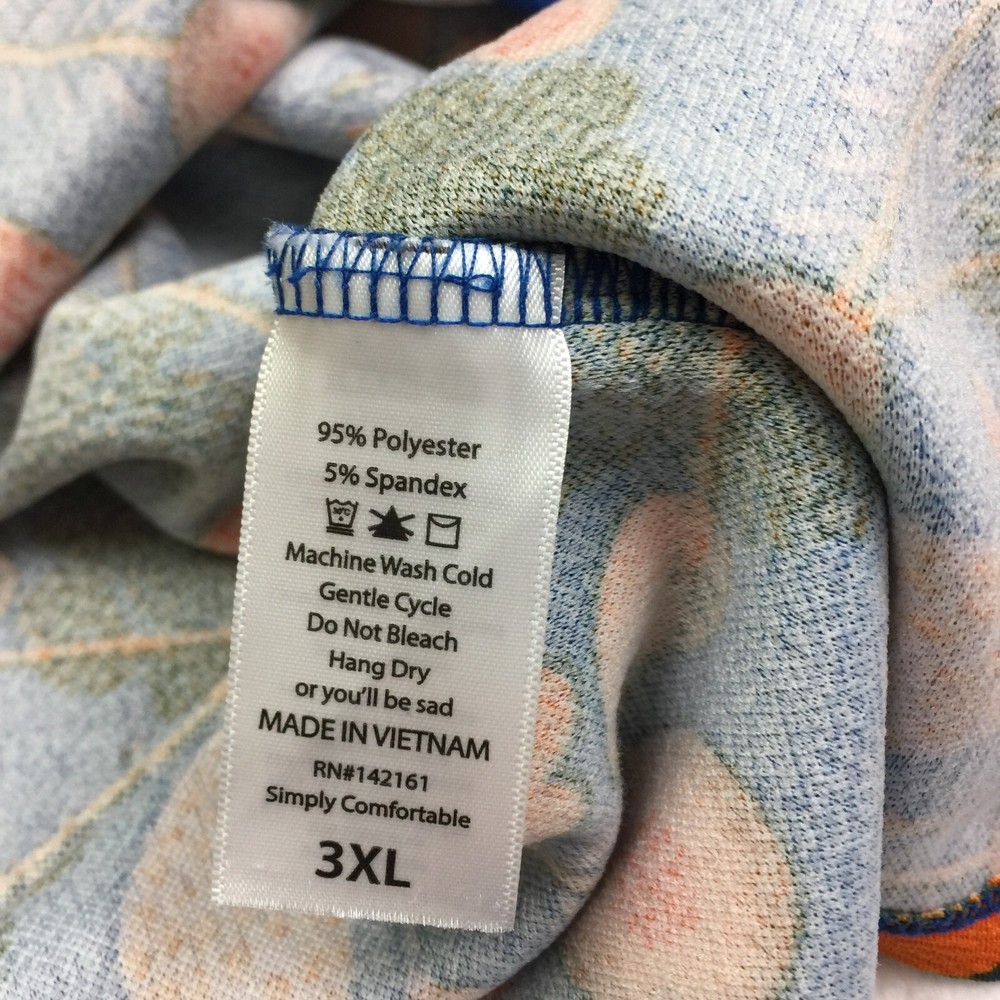 95% Polyester
5% Spandex
30°C
Machine Wash Cold
Gentle Cycle
Do Not Bleach
Hang Dry
or you'll be sad
MADE IN VIETNAM
RN#142161
Simply Comfortable
3XL